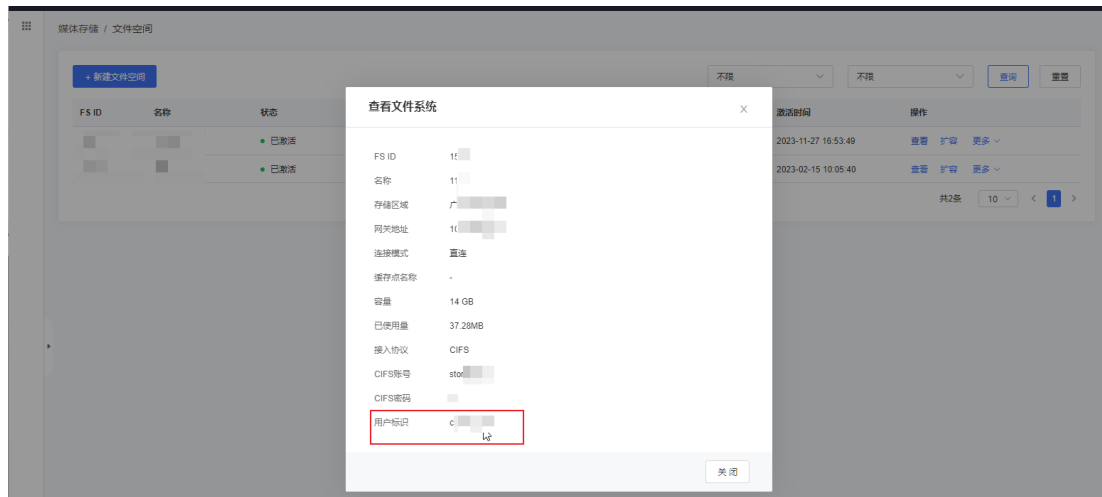 媒体存储 / 文件空间
+ 新建文件空间
不限
不限
查询
重置
FS ID 名称 状态 激活时间 操作
已激活 2023-11-27 16:53:49 查看 扩容 更多
已激活 2023-02-15 10:05:40 查看 扩容 更多
共2条 10 1
查看文件系统
FS ID 15
名称 11
存储区域 广
网关地址 10
连接模式 直连
缓存点名称 -
容量 14 GB
已使用量 37.28MB
接入协议 CIFS
CIFS账号 stor
CIFS密码
用户标识 c
关 闭